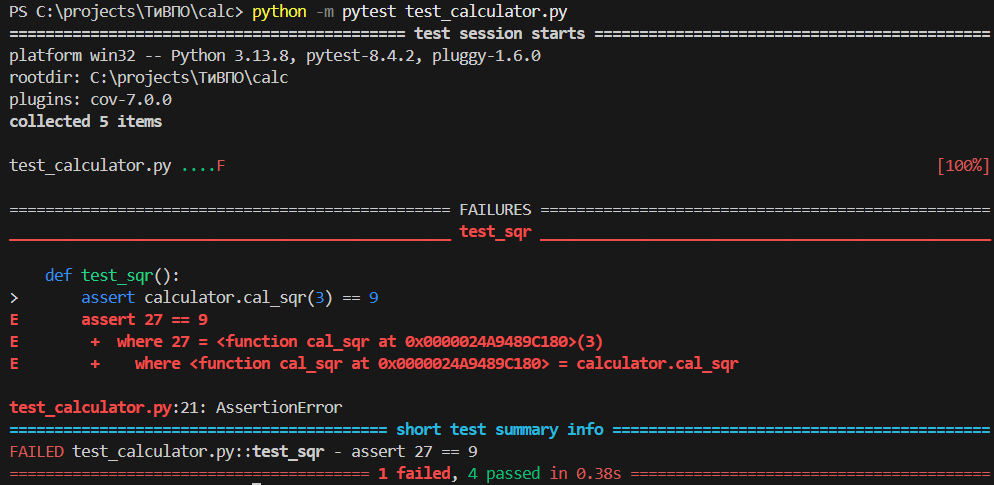 PS C:\projects\ТиВПО\calc> python -m pytest test_calculator.py
============================================ test session starts ============================================
platform win32 -- Python 3.13.8, pytest-8.4.2, pluggy-1.6.0
rootdir: C:\projects\ТиВПО\calc
plugins: cov-7.0.0
collected 5 items
test_calculator.py ....F [100%]
================================================= FAILURES ==================================================
_________________________________________________ test_sqr __________________________________________________
    def test_sqr():
>       assert calculator.cal_sqr(3) == 9
E       assert 27 == 9
E        +  where 27 = <function cal_sqr at 0x0000024A9489C180>(3)
E        +    where <function cal_sqr at 0x0000024A9489C180> = calculator.cal_sqr
test_calculator.py:21: AssertionError
========================================== short test summary info ==========================================
FAILED test_calculator.py::test_sqr - assert 27 == 9
======================================== 1 failed, 4 passed in 0.38s ========================================